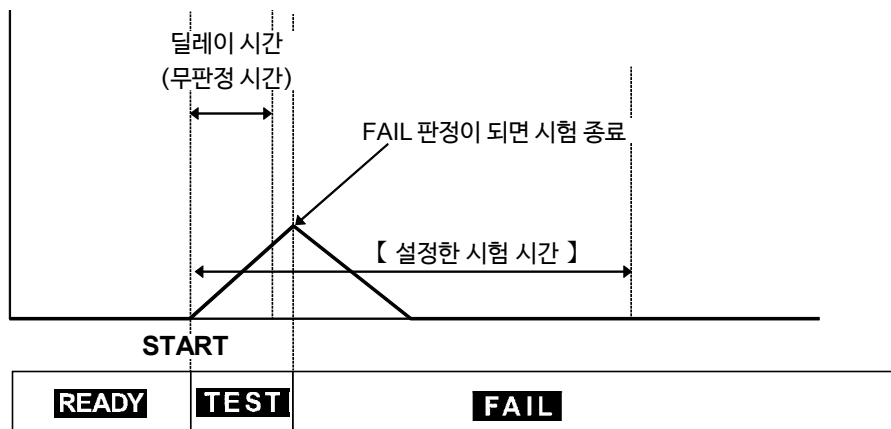 딜레이 시간
(무판정 시간)
FAIL 판정이 되면 시험 종료
【 설정한 시험 시간 】
START
READY
TEST
FAIL